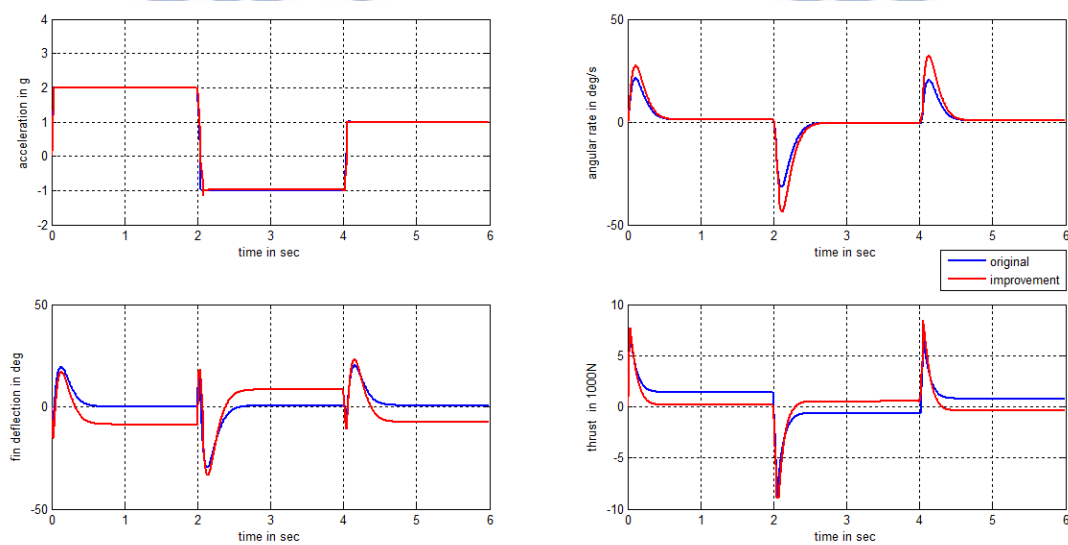 4
3
2
1
0
-1
-2
acceleration in g
0 1 2 3 4 5 6
time in sec
50
0
-50
angular rate in deg/s
0 1 2 3 4 5 6
time in sec
original
improvement
50
0
-50
fin deflection in deg
0 1 2 3 4 5 6
time in sec
10
5
0
-5
-10
thrust in 1000N
0 1 2 3 4 5 6
time in sec